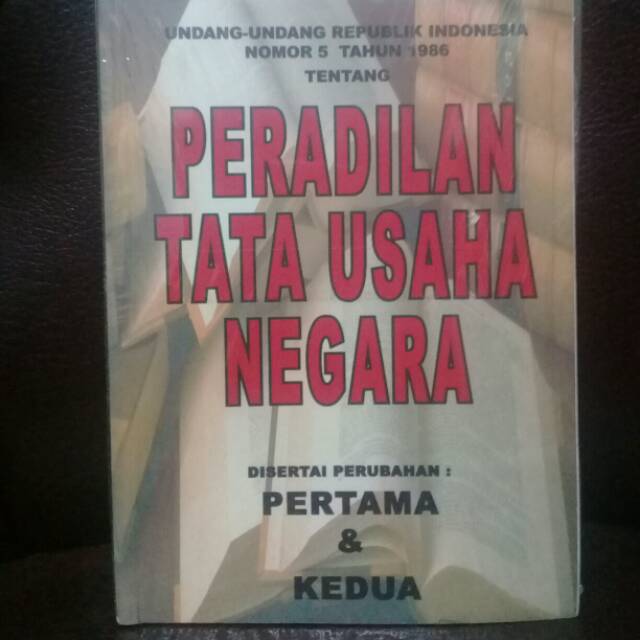 UNDANG-UNDANG REPUBLIK INDONESIA
NOMOR 5 TAHUN 1986
TENTANG
PERADILAN
TATA USAHA
NEGARA
DISERTAI PERUBAHAN :
PERTAMA
&
KEDUA